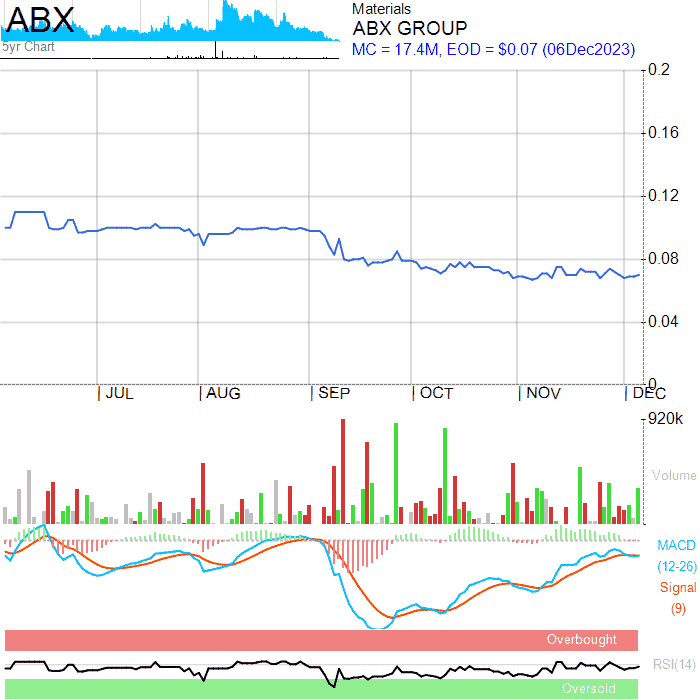 ABX
5yr Chart
Materials
ABX GROUP
MC = 17.4M, EOD = $0.07 (06Dec2023)
0.2
0.16
0.12
0.08
0.04
0
| JUL | AUG | SEP | OCT | NOV | DEC
920k
Volume
MACD
(12-26)
Signal
(9)
Overbought
RSI(14)
Oversold